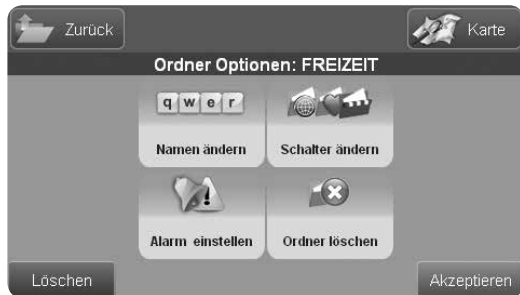 Zurück
Karte
Ordner Optionen: FREIZEIT
q w e r
Namen ändern
Schalter ändern
Alarm einstellen
Ordner löschen
Löschen
Akzeptieren